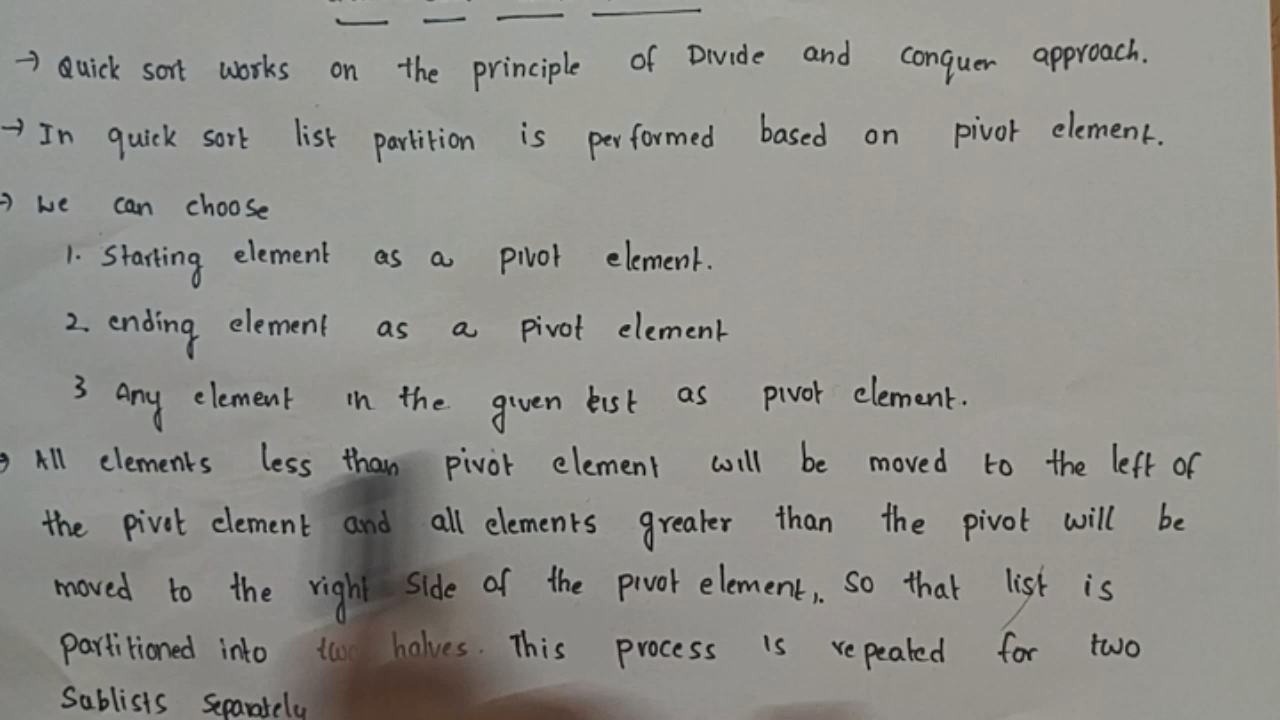 → Quick sort works on the principle of Divide and conquer approach.
→ In quick sort list partition is performed based on pivot element.
→ we can choose
1. Starting element as a pivot element.
2. ending element as a pivot element
3 Any element in the given list as pivot element.
→ All elements less than pivot element will be moved to the left of
the pivot element and all elements greater than the pivot will be
moved to the right side of the pivot element, so that list is
partitioned into two halves. This process is repeated for two
Sublists separately